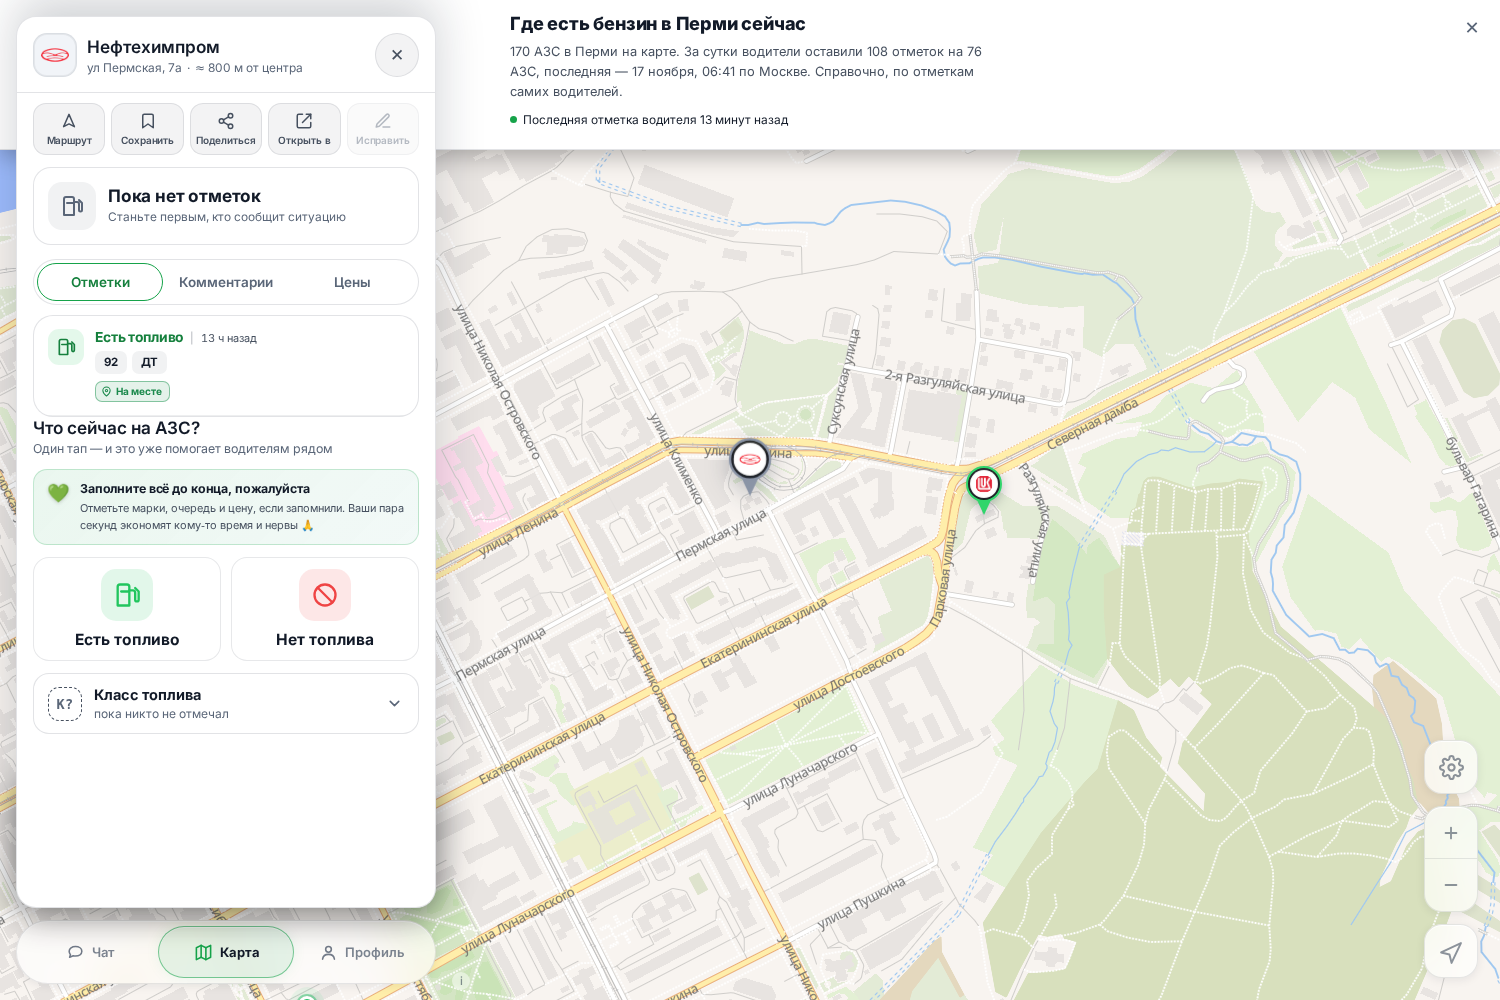 Нефтехимпром
ул Пермская, 7а · ≈ 800 м от центра
Маршрут
Сохранить
Поделиться
Открыть в
Исправить
Пока нет отметок
Станьте первым, кто сообщит ситуацию
Отметки
Комментарии
Цены
Есть топливо | 13 ч назад
92
ДТ
На месте
Что сейчас на АЗС?
Один тап — и это уже помогает водителям рядом
Заполните всё до конца, пожалуйста
Отметьте марки, очередь и цену, если запомнили. Ваши пара
секунд экономят кому-то время и нервы 🙏
Есть топливо
Нет топлива
K?
Класс топлива
пока никто не отмечал
Чат
Карта
Профиль
Где есть бензин в Перми сейчас
170 АЗС в Перми на карте. За сутки водители оставили 108 отметок на 76
АЗС, последняя — 17 ноября, 06:41 по Москве. Справочно, по отметкам
самих водителей.
Последняя отметка водителя 13 минут назад
улица Николая Островского
Суксунская улица
2-я Разгуляйская улица
Северная дамба
бульвар Гагарина
улица Клименко
Разгуляйская улица
улица Ленина
Пермская улица
Парковая улица
Екатерининская улица
Пермская улица
улица Николая Островского
улица Достоевского
Екатерининская улица
улица Луначарского
улица Пушкина
улица Луначарского
улица Николая Ос